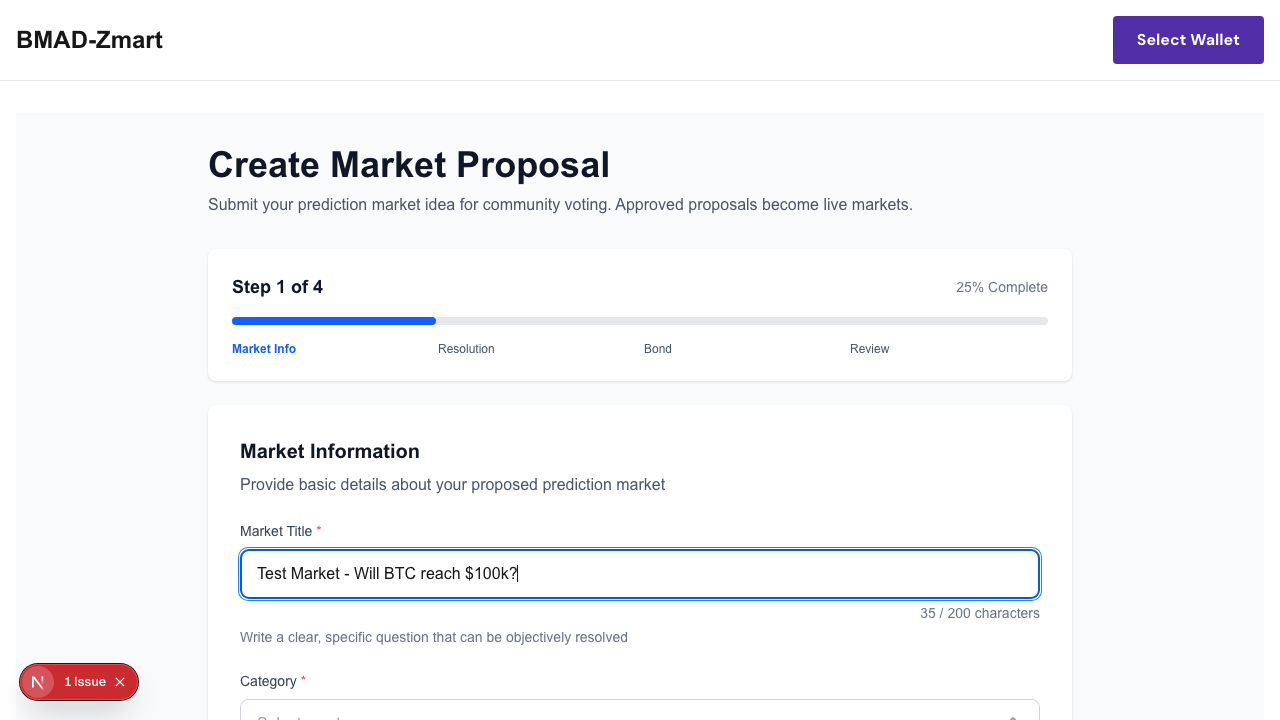 BMAD-Zmart
Select Wallet
Create Market Proposal
Submit your prediction market idea for community voting. Approved proposals become live markets.
Step 1 of 4
25% Complete
Market Info
Resolution
Bond
Review
Market Information
Provide basic details about your proposed prediction market
Market Title *
Test Market - Will BTC reach $100k?
35 / 200 characters
Write a clear, specific question that can be objectively resolved
Category *
N 1 Issue